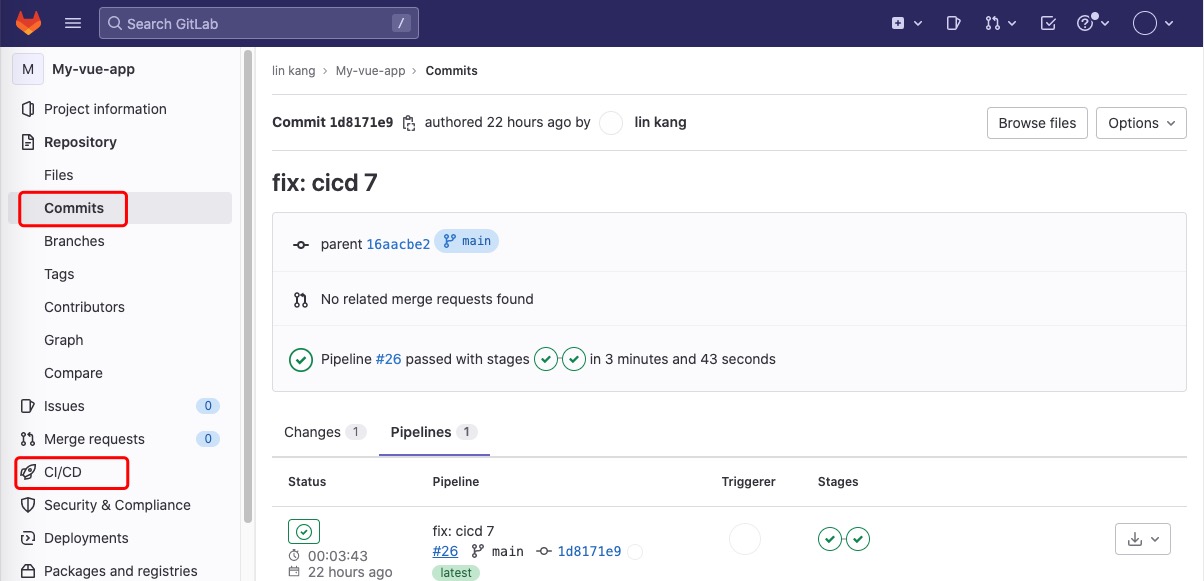 Search GitLab /
M My-vue-app
Project information
Repository
Files
Commits
Branches
Tags
Contributors
Graph
Compare
Issues 0
Merge requests 0
CI/CD
Security & Compliance
Deployments
Packages and registries
lin kang › My-vue-app › Commits
Commit 1d8171e9 authored 22 hours ago by lin kang
Browse files
Options
fix: cicd 7
parent 16aacbe2 main
No related merge requests found
Pipeline #26 passed with stages in 3 minutes and 43 seconds
Changes 1 Pipelines 1
Status Pipeline Triggerer Stages
fix: cicd 7
00:03:43 #26 main 1d8171e9
22 hours ago latest